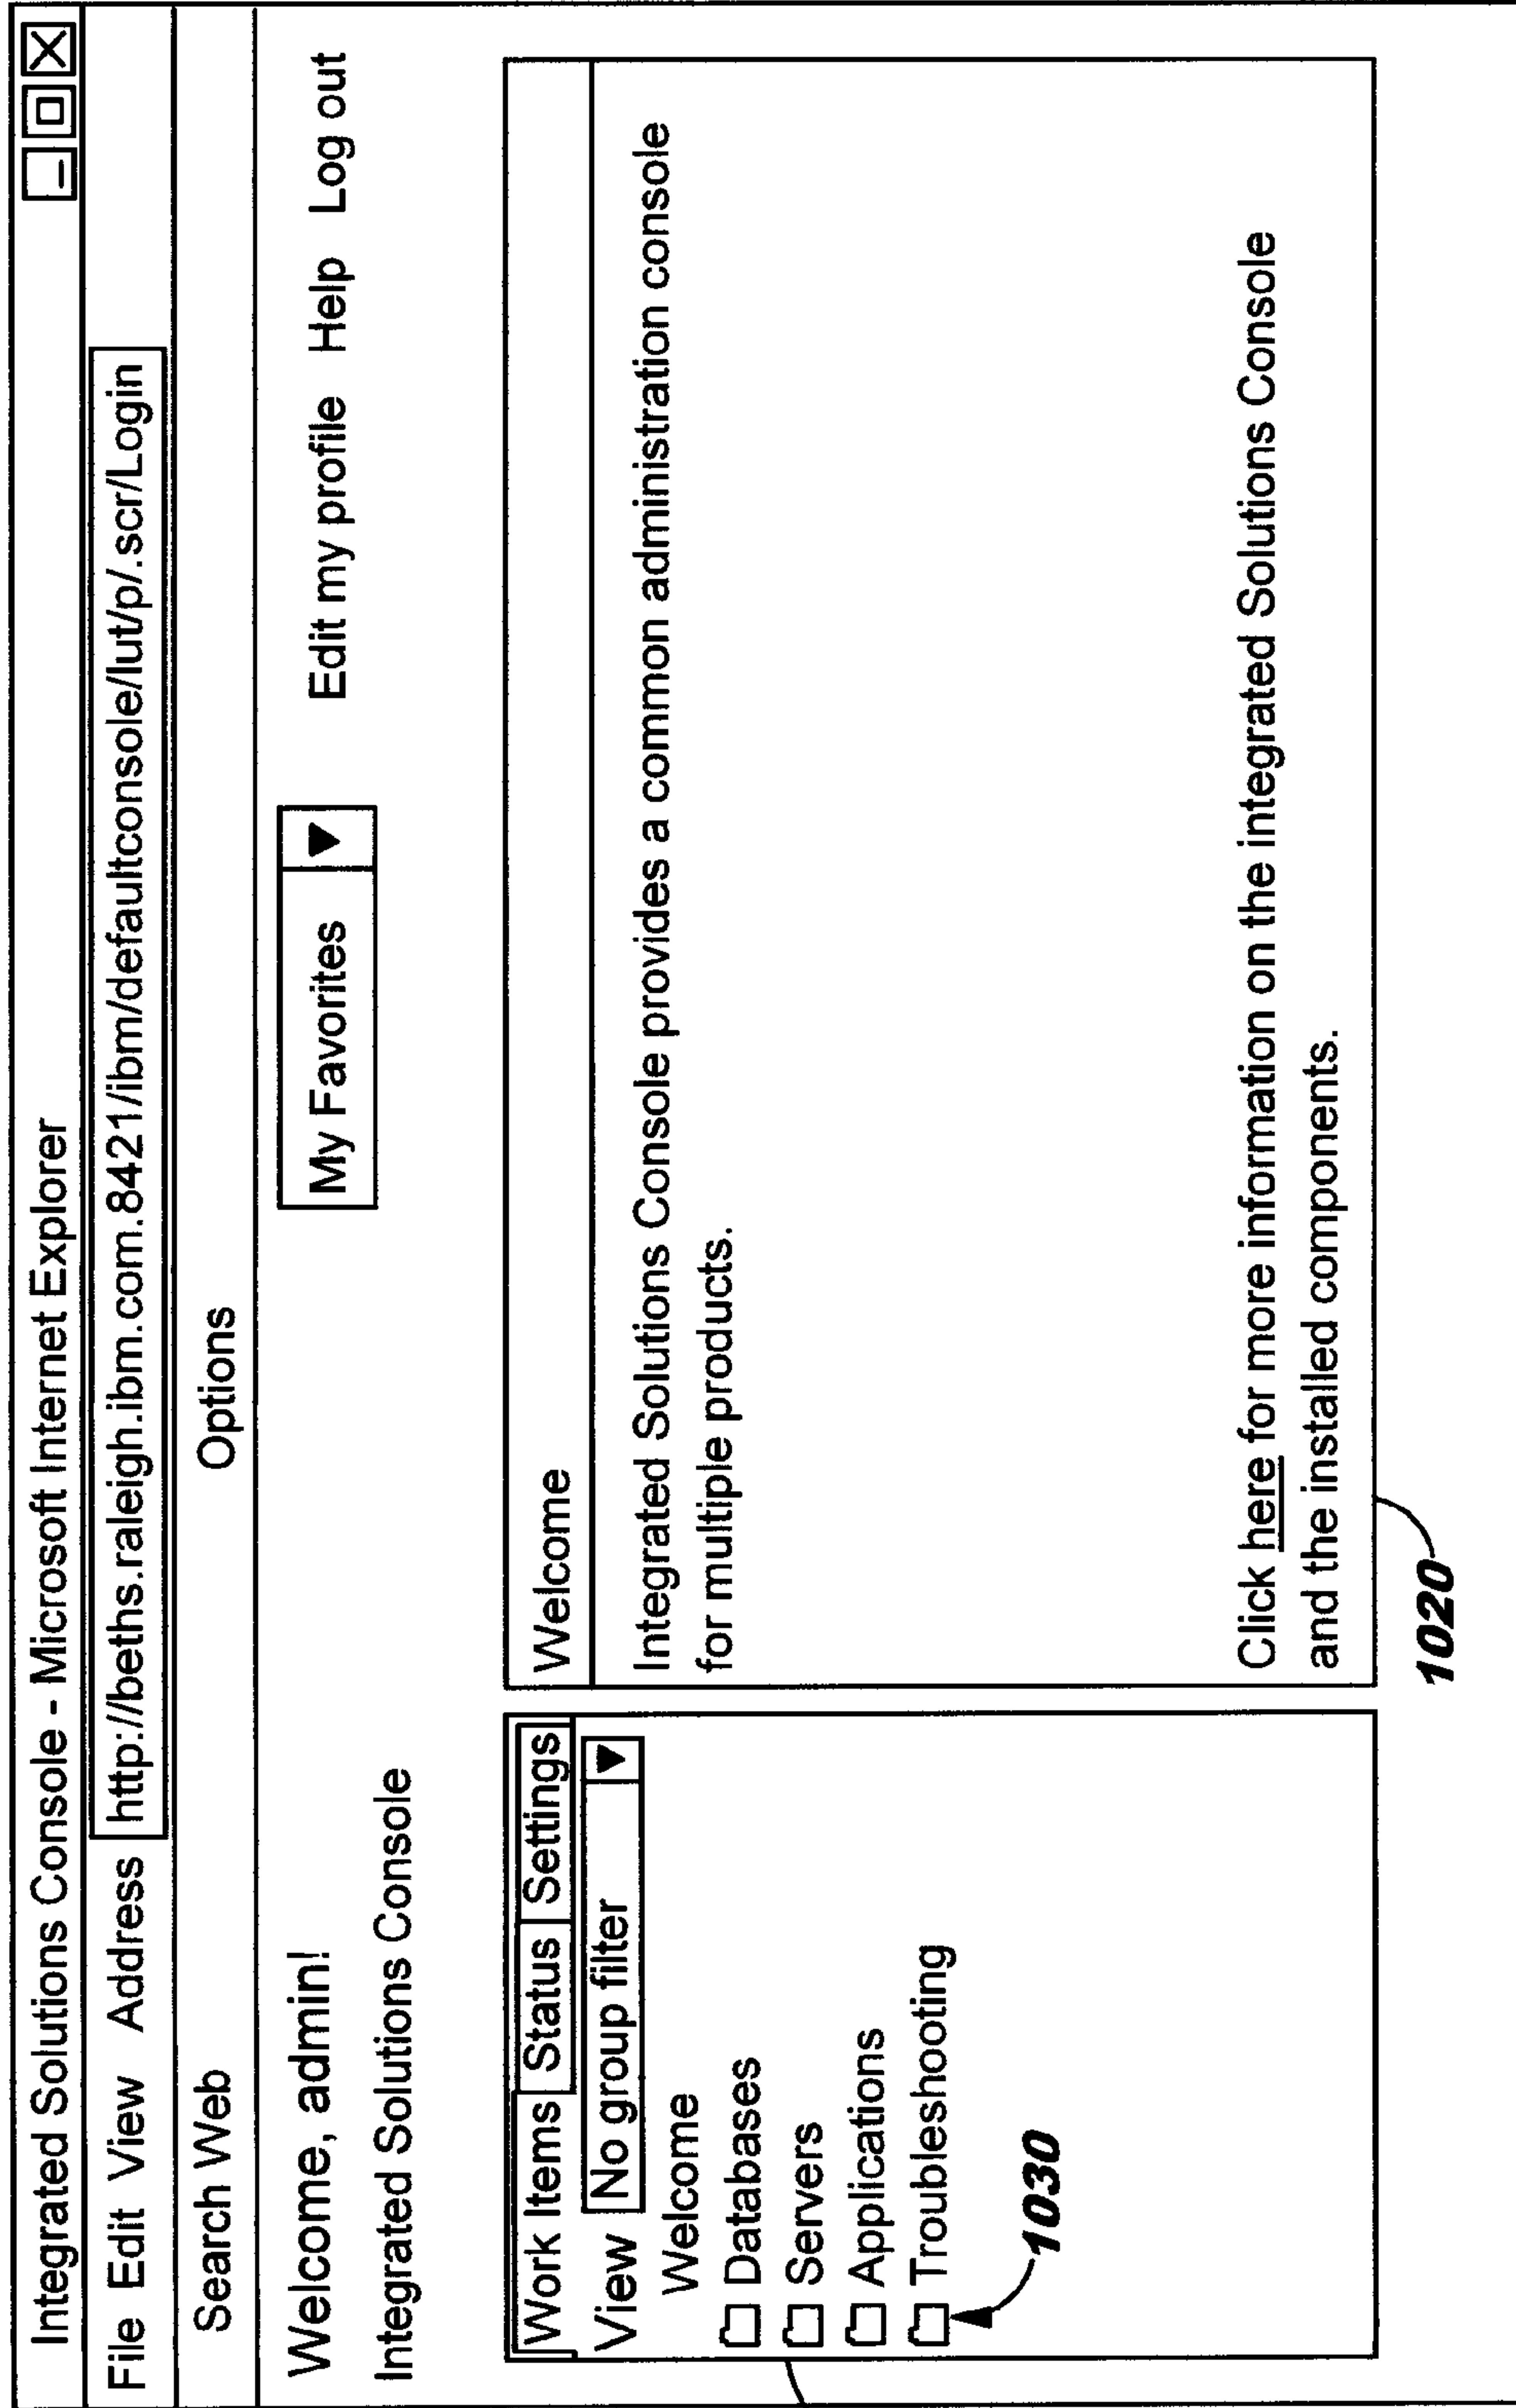 Integrated Solutions Console - Microsoft Internet Explorer
File Edit View Address http://beths.raleigh.ibm.com.8421/ibm/defaultconsole/lut/p/.scr/Login
Search Web Options
Welcome, admin! My Favorites Edit my profile Help Log out
Integrated Solutions Console
Work Items Status Settings
View No group filter
Welcome
Databases
Servers
Applications
Troubleshooting
1030
Welcome
Integrated Solutions Console provides a common administration console
for multiple products.
Click here for more information on the integrated Solutions Console
and the installed components.
1020